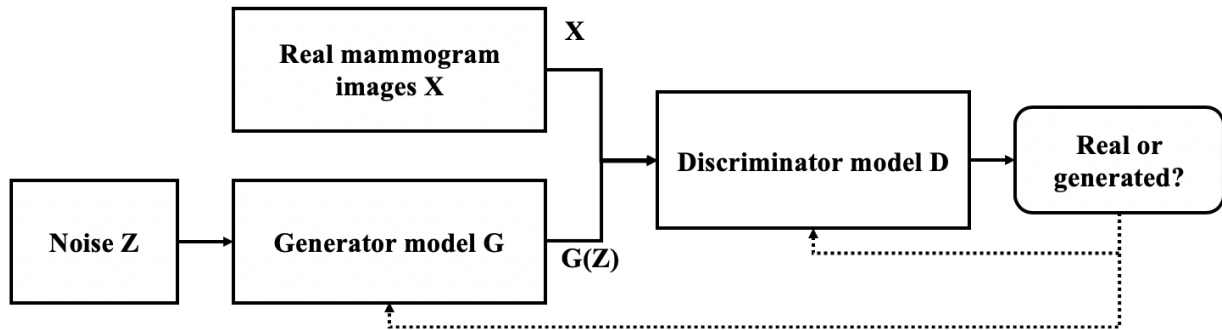 X
Real mammogram
images X
Discriminator model D
Real or
generated?
Noise Z
Generator model G
G(Z)